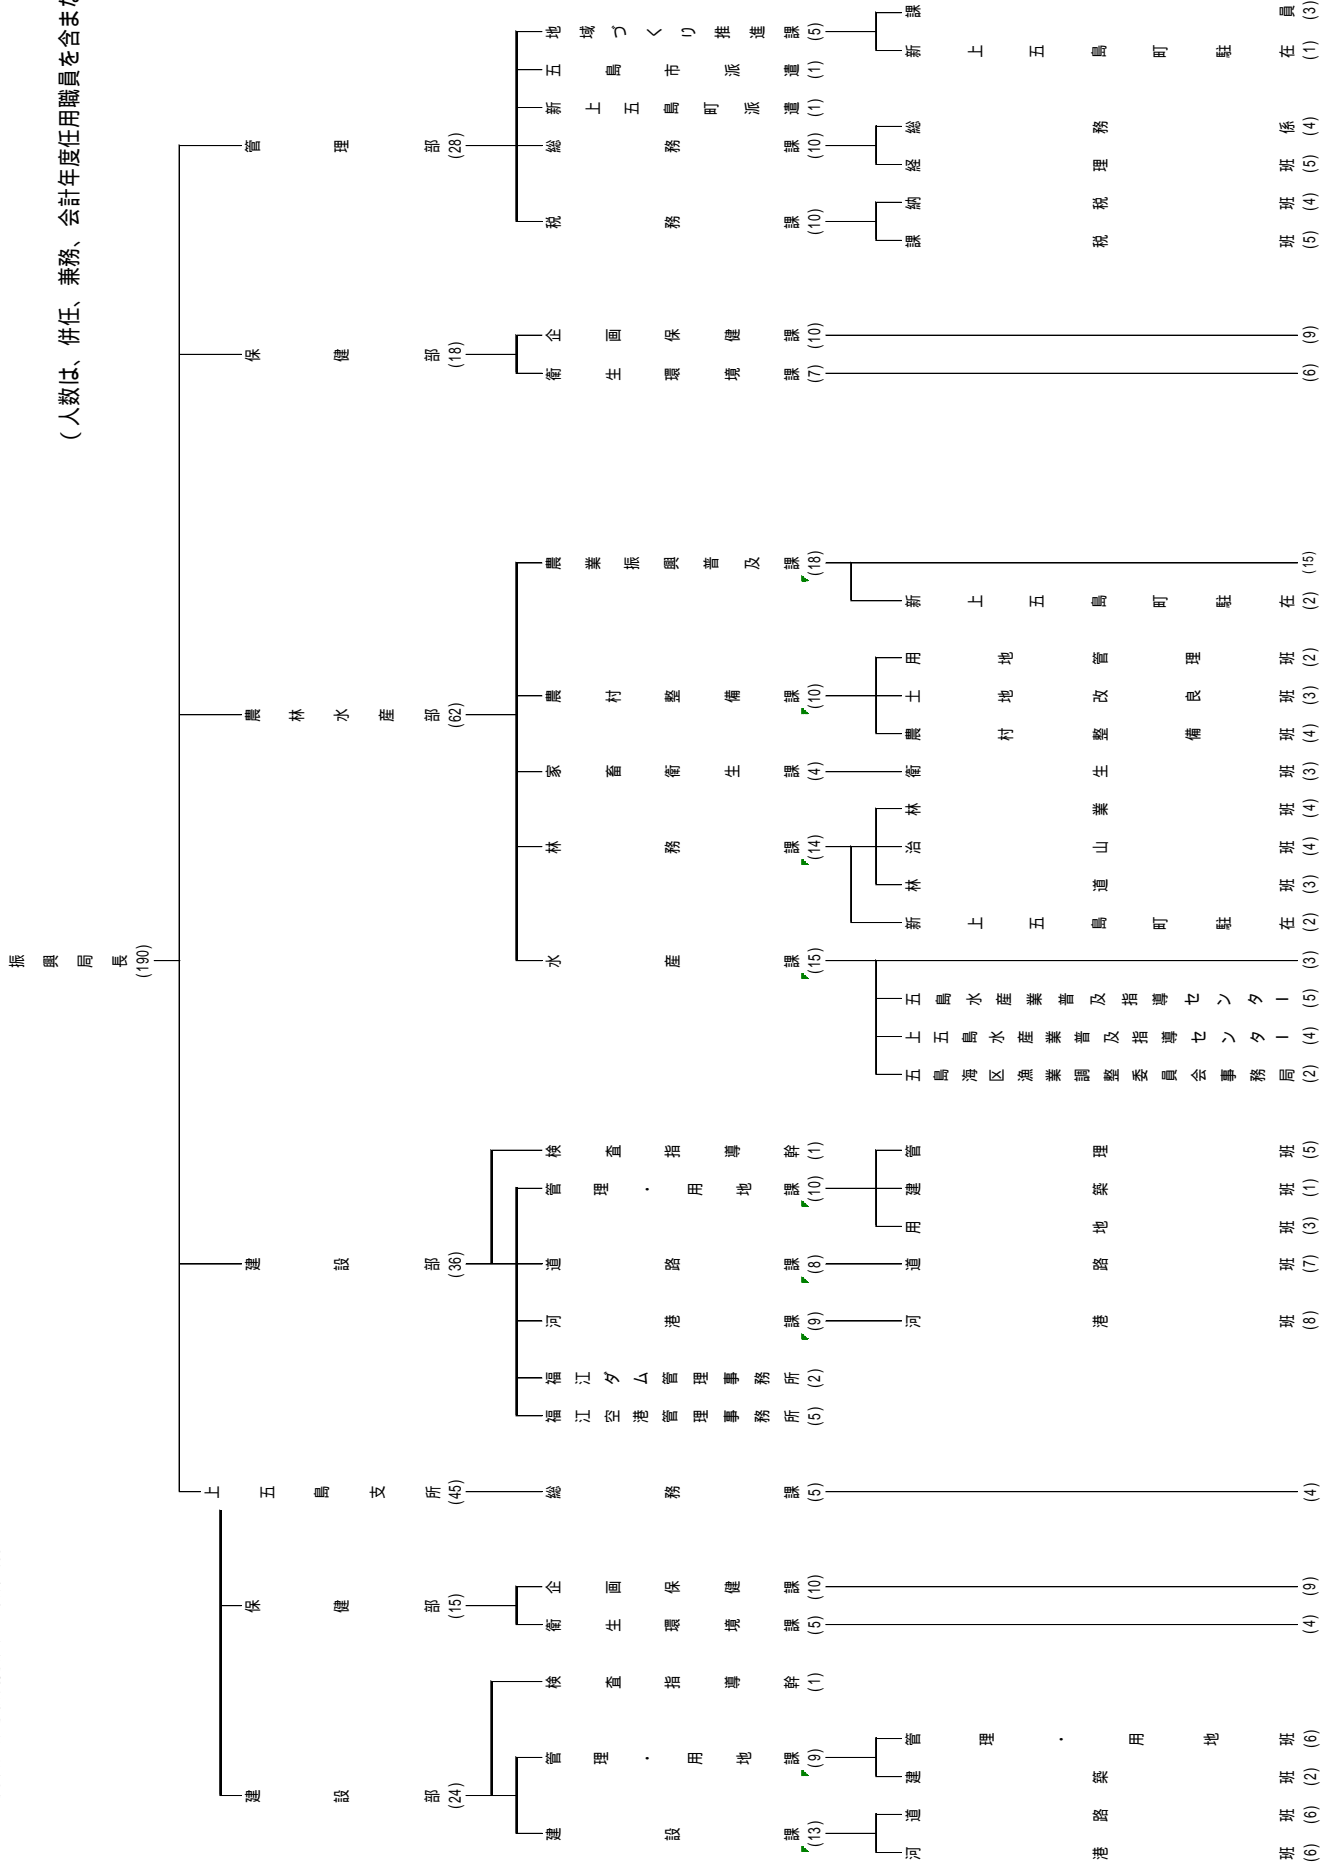 (人数は、併任、兼務、会計年度任用職員を含まな
振興局長
(190)
管理部
(28)
地域づくり推進課
(5)
課員
(3)
新上五島町駐在
(1)
五島市派遣
(1)
新上五島町派遣
(1)
総務課
(10)
総務係
(4)
経理班
(5)
税務課
(10)
納税班
(4)
課税班
(5)
保健部
(18)
企画保健課
(10)
(9)
衛生環境課
(7)
(6)
農林水産部
(62)
農業振興普及課
(18)
(15)
新上五島町駐在
(2)
農村整備課
(10)
用地管理班
(2)
土地改良班
(3)
農村整備班
(4)
家畜衛生課
(4)
衛生班
(3)
林務課
(14)
林業班
(4)
治山班
(4)
林道班
(3)
新上五島町駐在
(2)
水産課
(15)
(3)
五島水産業普及指導センター
(5)
上五島水産業普及指導センター
(4)
五島海区漁業調整委員会事務局
(2)
建設部
(36)
検査指導幹
(1)
管理・用地課
(10)
管理班
(5)
建築班
(1)
用地班
(3)
道路課
(8)
道路班
(7)
河港課
(9)
河港班
(8)
福江ダム管理事務所
(2)
福江空港管理事務所
(5)
上五島支所
(45)
総務課
(5)
(4)
保健部
(15)
企画保健課
(10)
(9)
衛生環境課
(5)
(4)
建設部
(24)
検査指導幹
(1)
管理・用地課
(9)
管理・用地班
(6)
建築班
(2)
建設課
(13)
道路班
(6)
河港班
(6)